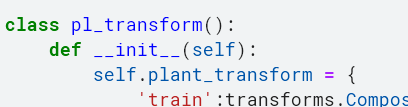 class pl_transform():
    def __init__(self):
        self.plant_transform = {
            'train':transforms.Compos